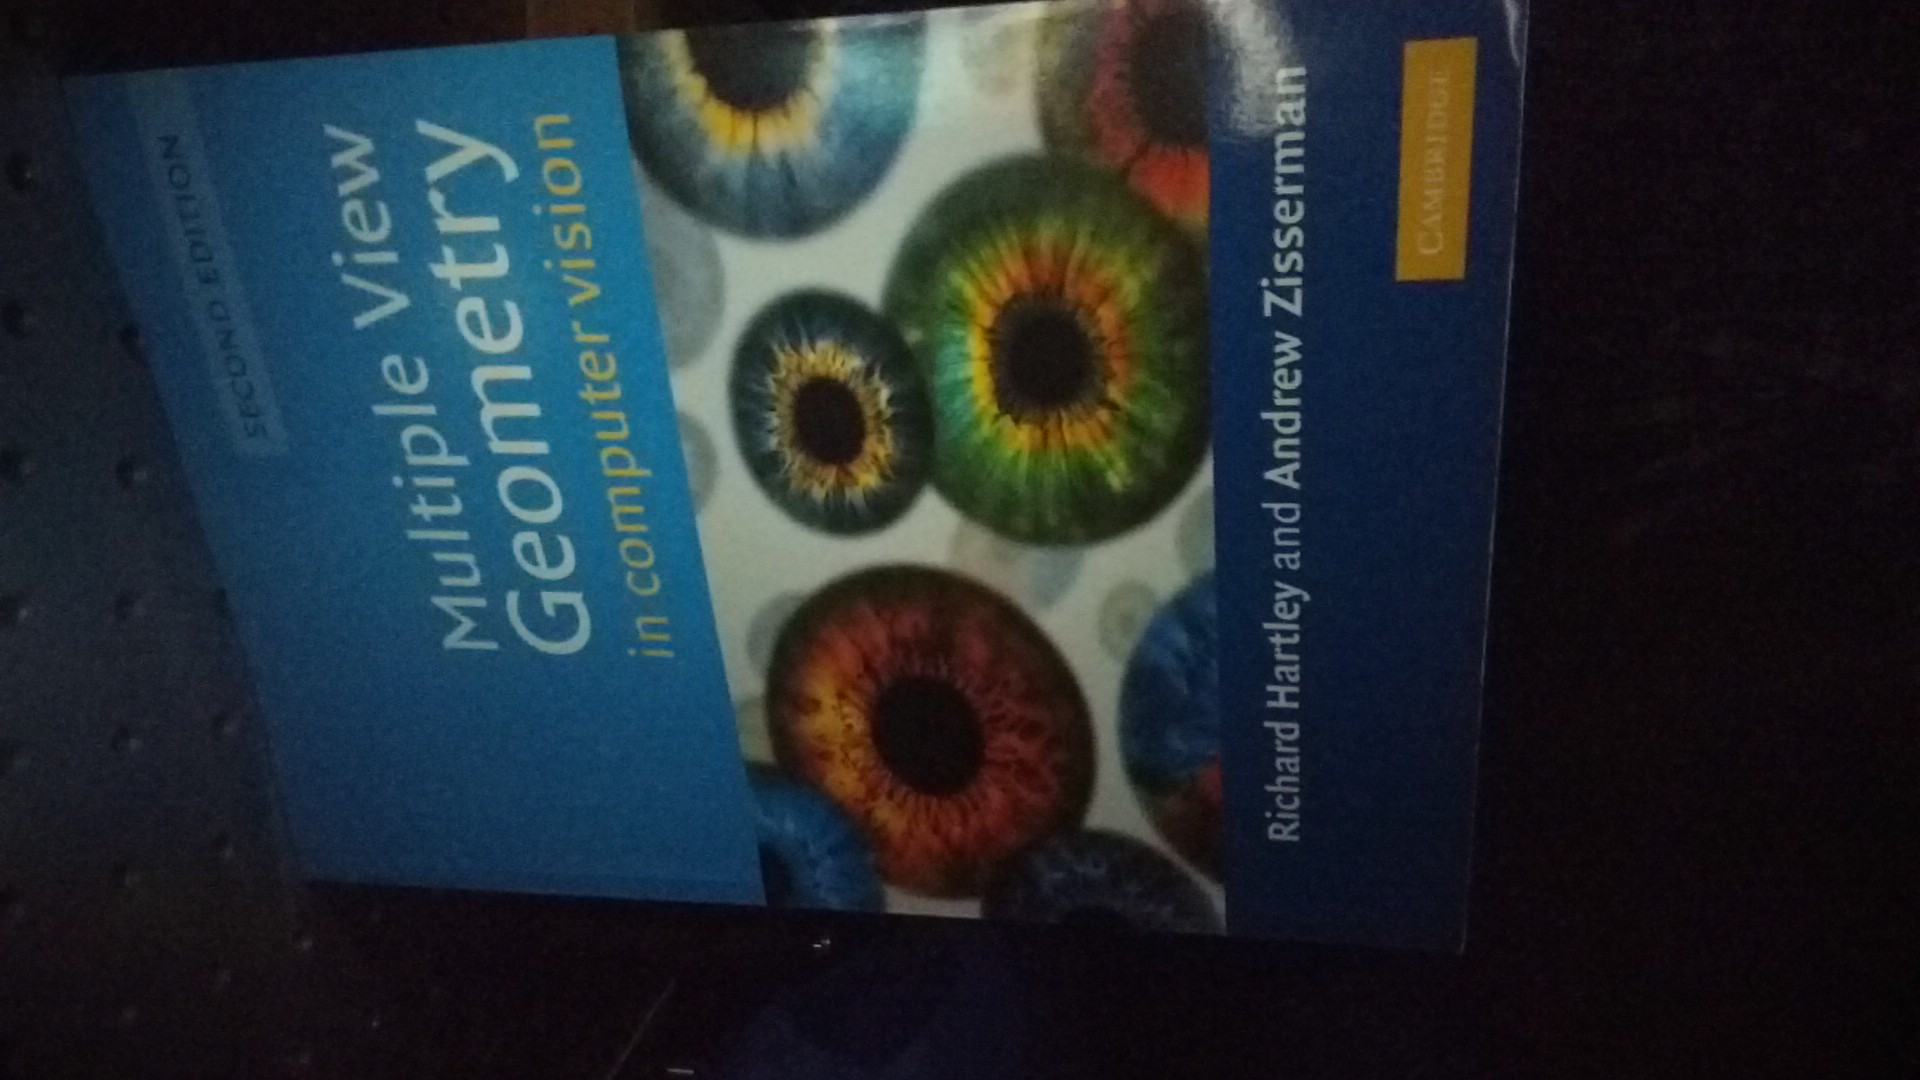 SECOND EDITION
Multiple View
Geometry
in computer vision
Richard Hartley and Andrew Zisserman
CAMBRIDGE